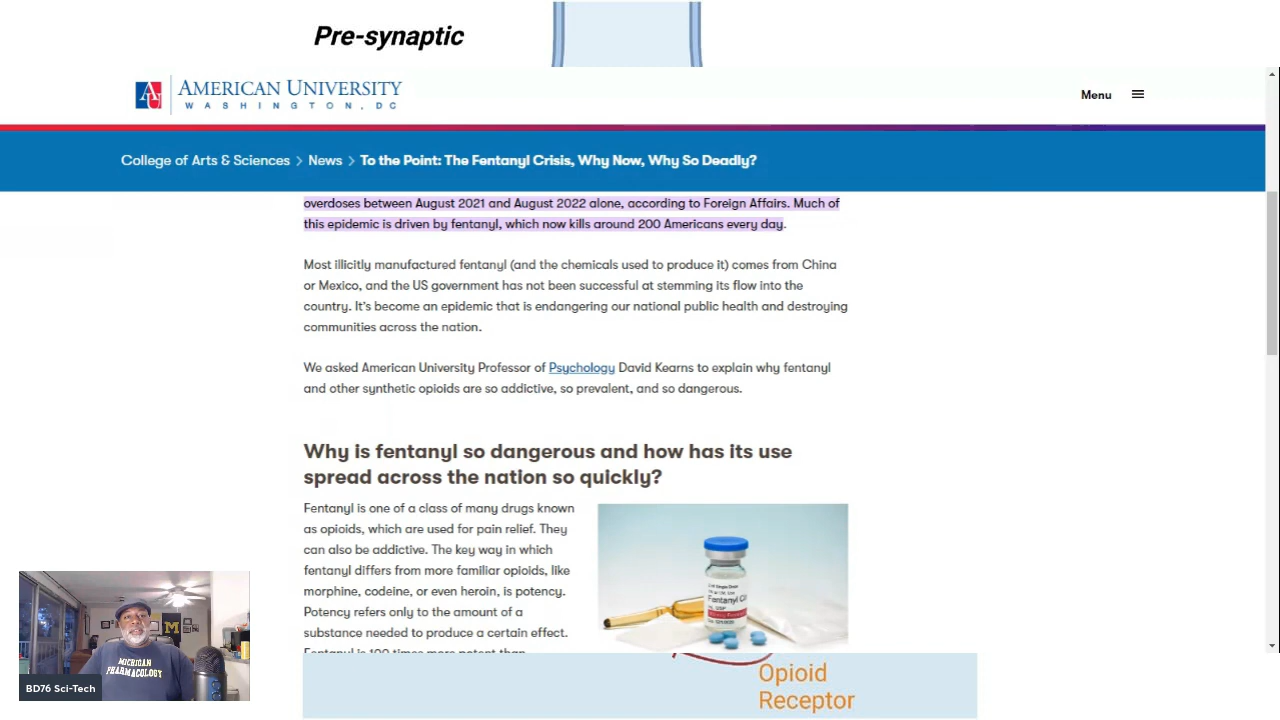 Pre-synaptic
AMERICAN UNIVERSITY
WASHINGTON, DC
Menu
College of Arts & Sciences > News > To the Point: The Fentanyl Crisis, Why Now, Why So Deadly?
overdoses between August 2021 and August 2022 alone, according to Foreign Affairs. Much of
this epidemic is driven by fentanyl, which now kills around 200 Americans every day.
Most illicitly manufactured fentanyl (and the chemicals used to produce it) comes from China
or Mexico, and the US government has not been successful at stemming its flow into the
country. It's become an epidemic that is endangering our national public health and destroying
communities across the nation.
We asked American University Professor of Psychology David Kearns to explain why fentanyl
and other synthetic opioids are so addictive, so prevalent, and so dangerous.
Why is fentanyl so dangerous and how has its use
spread across the nation so quickly?
Fentanyl is one of a class of many drugs known
as opioids, which are used for pain relief. They
can also be addictive. The key way in which
fentanyl differs from more familiar opioids, like
morphine, codeine, or even heroin, is potency.
Potency refers only to the amount of a
substance needed to produce a certain effect.
Fentanyl is 100 times more potent than
Fentanyl
M
MICHIGAN
PHARMACOLOGY
BD76 Sci-Tech
Opioid
Receptor